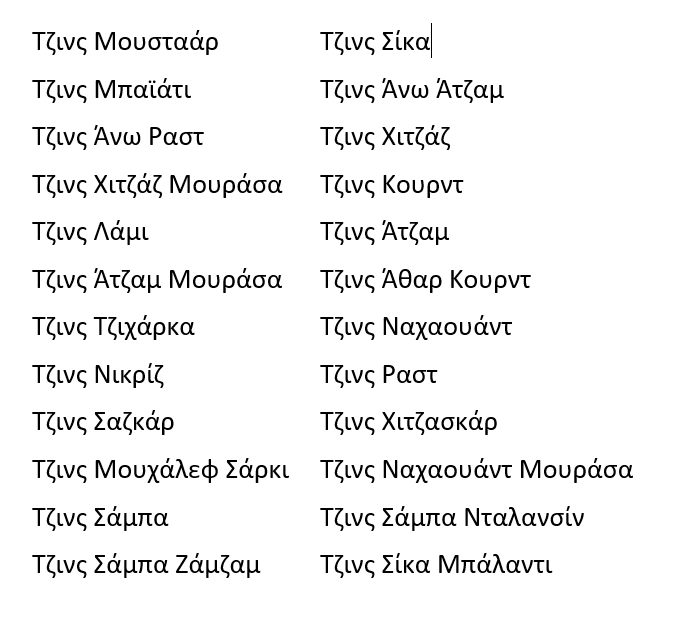 Τζινς Μουσταάρ
Τζινς Μπαϊάτι
Τζινς Άνω Ραστ
Τζινς Χιτζάζ Μουράσα
Τζινς Λάμι
Τζινς Άτζαμ Μουράσα
Τζινς Τζιχάρκα
Τζινς Νικρίζ
Τζινς Σαζκάρ
Τζινς Μουχάλεφ Σάρκι
Τζινς Σάμπα
Τζινς Σάμπα Ζάμζαμ
Τζινς Σίκα
Τζινς Άνω Άτζαμ
Τζινς Χιτζάζ
Τζινς Κουρντ
Τζινς Άτζαμ
Τζινς Άθαρ Κουρντ
Τζινς Ναχαουάντ
Τζινς Ραστ
Τζινς Χιτζασκάρ
Τζινς Ναχαουάντ Μουράσα
Τζινς Σάμπα Νταλανσίν
Τζινς Σίκα Μπάλαντι